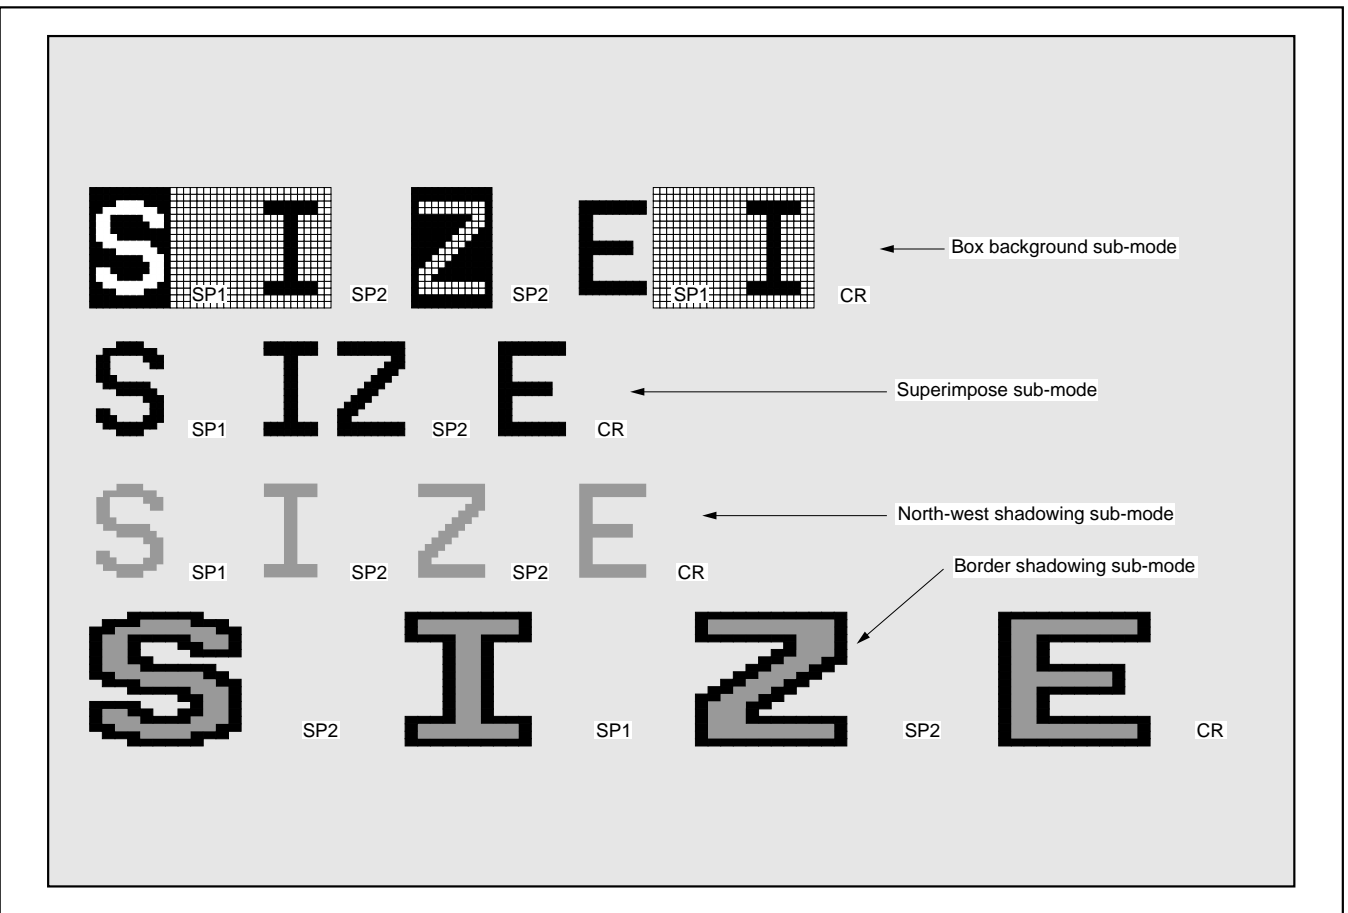 S SP1 I SP2 Z SP2 E SP1 I CR Box background sub-mode
S SP1 I Z SP2 E CR Superimpose sub-mode
S SP1 I SP2 Z SP2 E CR North-west shadowing sub-mode
Border shadowing sub-mode
S SP2 I SP1 Z SP2 E CR